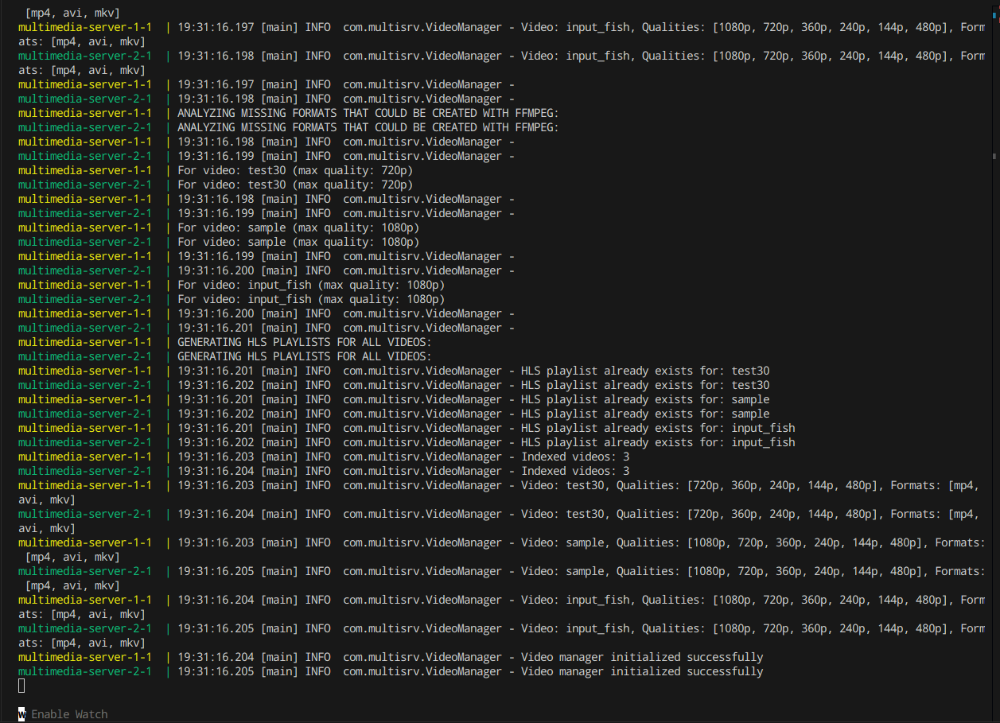 [mp4, avi, mkv]
multimedia-server-1-1  | 19:31:16.197 [main] INFO  com.multisrv.VideoManager - Video: input_fish, Qualities: [1080p, 720p, 360p, 240p, 144p, 480p], Form
ats: [mp4, avi, mkv]
multimedia-server-2-1  | 19:31:16.198 [main] INFO  com.multisrv.VideoManager - Video: input_fish, Qualities: [1080p, 720p, 360p, 240p, 144p, 480p], Form
ats: [mp4, avi, mkv]
multimedia-server-1-1  | 19:31:16.197 [main] INFO  com.multisrv.VideoManager -
multimedia-server-2-1  | 19:31:16.198 [main] INFO  com.multisrv.VideoManager -
multimedia-server-1-1  | ANALYZING MISSING FORMATS THAT COULD BE CREATED WITH FFMPEG:
multimedia-server-2-1  | ANALYZING MISSING FORMATS THAT COULD BE CREATED WITH FFMPEG:
multimedia-server-1-1  | 19:31:16.198 [main] INFO  com.multisrv.VideoManager -
multimedia-server-2-1  | 19:31:16.199 [main] INFO  com.multisrv.VideoManager -
multimedia-server-1-1  | For video: test30 (max quality: 720p)
multimedia-server-2-1  | For video: test30 (max quality: 720p)
multimedia-server-1-1  | 19:31:16.198 [main] INFO  com.multisrv.VideoManager -
multimedia-server-2-1  | 19:31:16.199 [main] INFO  com.multisrv.VideoManager -
multimedia-server-1-1  | For video: sample (max quality: 1080p)
multimedia-server-2-1  | For video: sample (max quality: 1080p)
multimedia-server-1-1  | 19:31:16.199 [main] INFO  com.multisrv.VideoManager -
multimedia-server-2-1  | 19:31:16.200 [main] INFO  com.multisrv.VideoManager -
multimedia-server-1-1  | For video: input_fish (max quality: 1080p)
multimedia-server-2-1  | For video: input_fish (max quality: 1080p)
multimedia-server-1-1  | 19:31:16.200 [main] INFO  com.multisrv.VideoManager -
multimedia-server-2-1  | 19:31:16.201 [main] INFO  com.multisrv.VideoManager -
multimedia-server-1-1  | GENERATING HLS PLAYLISTS FOR ALL VIDEOS:
multimedia-server-2-1  | GENERATING HLS PLAYLISTS FOR ALL VIDEOS:
multimedia-server-1-1  | 19:31:16.201 [main] INFO  com.multisrv.VideoManager - HLS playlist already exists for: test30
multimedia-server-2-1  | 19:31:16.202 [main] INFO  com.multisrv.VideoManager - HLS playlist already exists for: test30
multimedia-server-1-1  | 19:31:16.201 [main] INFO  com.multisrv.VideoManager - HLS playlist already exists for: sample
multimedia-server-2-1  | 19:31:16.202 [main] INFO  com.multisrv.VideoManager - HLS playlist already exists for: sample
multimedia-server-1-1  | 19:31:16.201 [main] INFO  com.multisrv.VideoManager - HLS playlist already exists for: input_fish
multimedia-server-2-1  | 19:31:16.202 [main] INFO  com.multisrv.VideoManager - HLS playlist already exists for: input_fish
multimedia-server-1-1  | 19:31:16.203 [main] INFO  com.multisrv.VideoManager - Indexed videos: 3
multimedia-server-2-1  | 19:31:16.204 [main] INFO  com.multisrv.VideoManager - Indexed videos: 3
multimedia-server-1-1  | 19:31:16.203 [main] INFO  com.multisrv.VideoManager - Video: test30, Qualities: [720p, 360p, 240p, 144p, 480p], Formats: [mp4,
avi, mkv]
multimedia-server-2-1  | 19:31:16.204 [main] INFO  com.multisrv.VideoManager - Video: test30, Qualities: [720p, 360p, 240p, 144p, 480p], Formats: [mp4,
avi, mkv]
multimedia-server-1-1  | 19:31:16.203 [main] INFO  com.multisrv.VideoManager - Video: sample, Qualities: [1080p, 720p, 360p, 240p, 144p, 480p], Formats:
 [mp4, avi, mkv]
multimedia-server-2-1  | 19:31:16.205 [main] INFO  com.multisrv.VideoManager - Video: sample, Qualities: [1080p, 720p, 360p, 240p, 144p, 480p], Formats:
 [mp4, avi, mkv]
multimedia-server-1-1  | 19:31:16.204 [main] INFO  com.multisrv.VideoManager - Video: input_fish, Qualities: [1080p, 720p, 360p, 240p, 144p, 480p], Form
ats: [mp4, avi, mkv]
multimedia-server-2-1  | 19:31:16.205 [main] INFO  com.multisrv.VideoManager - Video: input_fish, Qualities: [1080p, 720p, 360p, 240p, 144p, 480p], Form
ats: [mp4, avi, mkv]
multimedia-server-1-1  | 19:31:16.204 [main] INFO  com.multisrv.VideoManager - Video manager initialized successfully
multimedia-server-2-1  | 19:31:16.205 [main] INFO  com.multisrv.VideoManager - Video manager initialized successfully
w Enable Watch